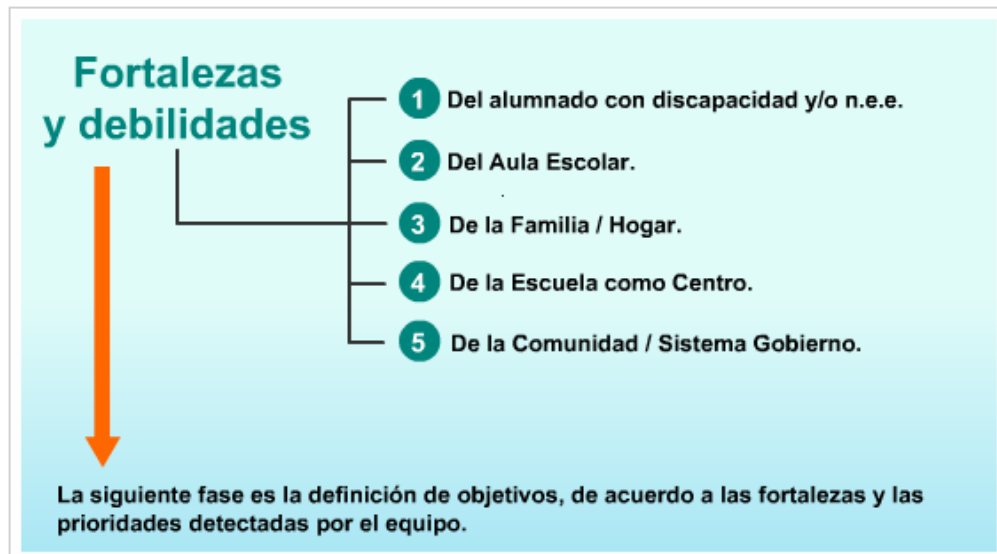 Fortalezas
y debilidades
1 Del alumnado con discapacidad y/o n.e.e.
2 Del Aula Escolar.
3 De la Familia / Hogar.
4 De la Escuela como Centro.
5 De la Comunidad / Sistema Gobierno.
La siguiente fase es la definición de objetivos, de acuerdo a las fortalezas y las
prioridades detectadas por el equipo.